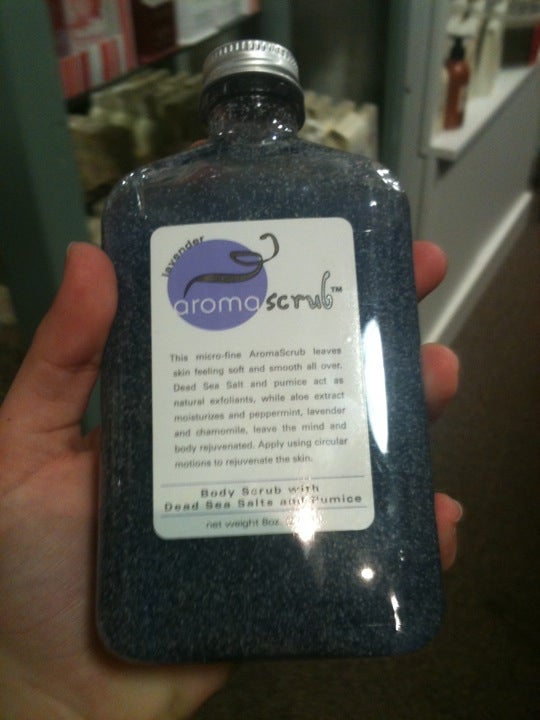 lavender
aromascrub™
This micro-fine AromaScrub leaves
skin feeling soft and smooth all over.
Dead Sea Salt and pumice act as
natural exfoliants, while aloe extract
moisturizes and peppermint, lavender
and chamomile, leave the mind and
body rejuvenated. Apply using circular
motions to rejuvenate the skin.
Body Scrub with
Dead Sea Salts and Pumice
net weight 8oz.